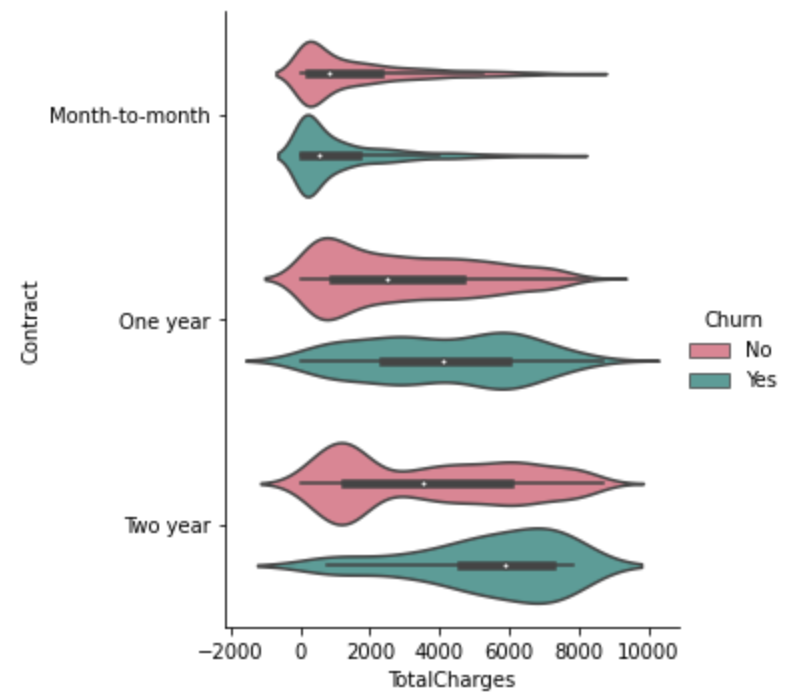 Month-to-month
One year
Two year
Contract
Churn
No
Yes
−2000 0 2000 4000 6000 8000 10000
TotalCharges